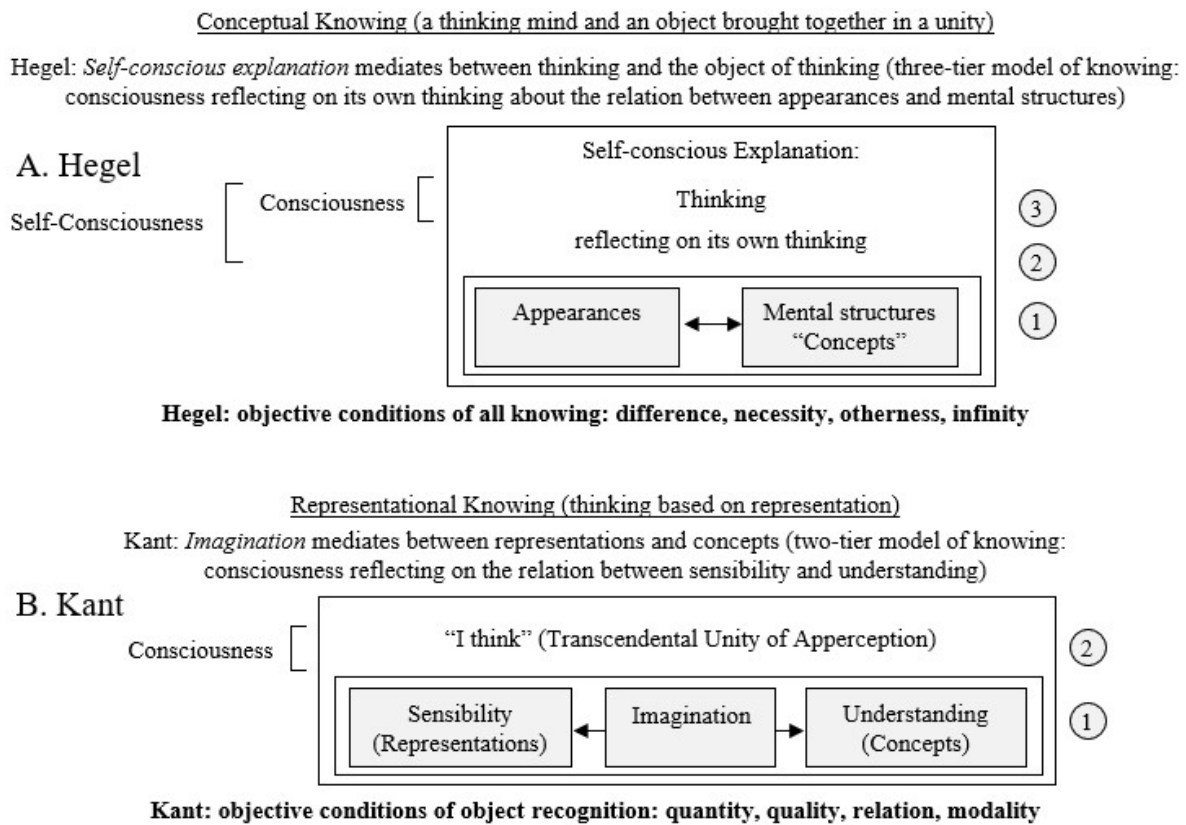 Conceptual Knowing (a thinking mind and an object brought together in a unity)
Hegel: Self-conscious explanation mediates between thinking and the object of thinking (three-tier model of knowing:
consciousness reflecting on its own thinking about the relation between appearances and mental structures)
A. Hegel
Self-Consciousness
Consciousness
Self-conscious Explanation:
Thinking
reflecting on its own thinking
3
2
Appearances
Mental structures
“Concepts”
1
Hegel: objective conditions of all knowing: difference, necessity, otherness, infinity
Representational Knowing (thinking based on representation)
Kant: Imagination mediates between representations and concepts (two-tier model of knowing:
consciousness reflecting on the relation between sensibility and understanding)
B. Kant
Consciousness
“I think” (Transcendental Unity of Apperception)
2
Sensibility
(Representations)
Imagination
Understanding
(Concepts)
1
Kant: objective conditions of object recognition: quantity, quality, relation, modality